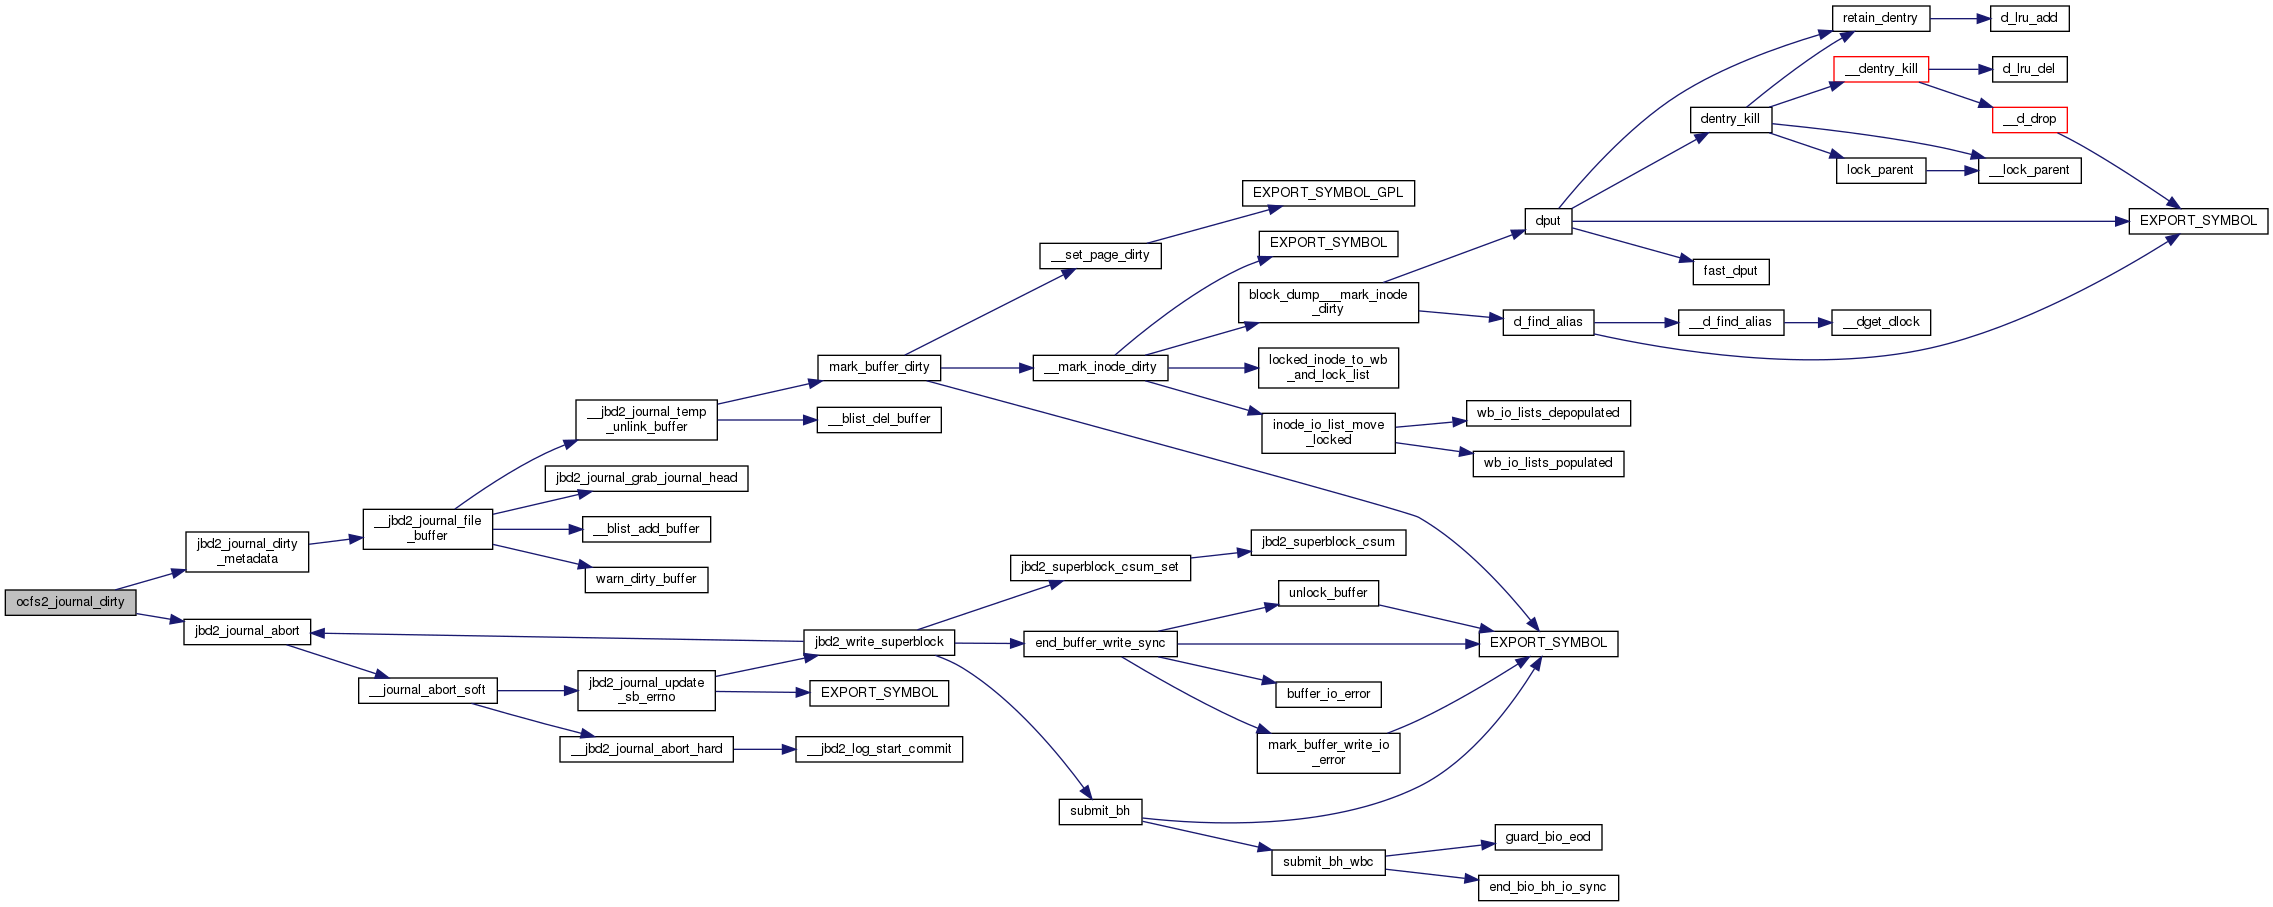 retain_dentry
d_lru_add
__dentry_kill
d_lru_del
dentry_kill
__d_drop
lock_parent
__lock_parent
EXPORT_SYMBOL_GPL
dput
EXPORT_SYMBOL
EXPORT_SYMBOL
__set_page_dirty
fast_dput
block_dump___mark_inode
_dirty
d_find_alias
__d_find_alias
__dget_dlock
mark_buffer_dirty
__mark_inode_dirty
locked_inode_to_wb
_and_lock_list
__jbd2_journal_temp
_unlink_buffer
__blist_del_buffer
inode_io_list_move
_locked
wb_io_lists_depopulated
wb_io_lists_populated
jbd2_journal_grab_journal_head
__jbd2_journal_file
_buffer
__blist_add_buffer
jbd2_journal_dirty
_metadata
warn_dirty_buffer
jbd2_superblock_csum_set
jbd2_superblock_csum
ocfs2_journal_dirty
unlock_buffer
jbd2_journal_abort
jbd2_write_superblock
end_buffer_write_sync
EXPORT_SYMBOL
__journal_abort_soft
jbd2_journal_update
_sb_errno
EXPORT_SYMBOL
buffer_io_error
__jbd2_journal_abort_hard
__jbd2_log_start_commit
mark_buffer_write_io
_error
submit_bh
guard_bio_eod
submit_bh_wbc
end_bio_bh_io_sync